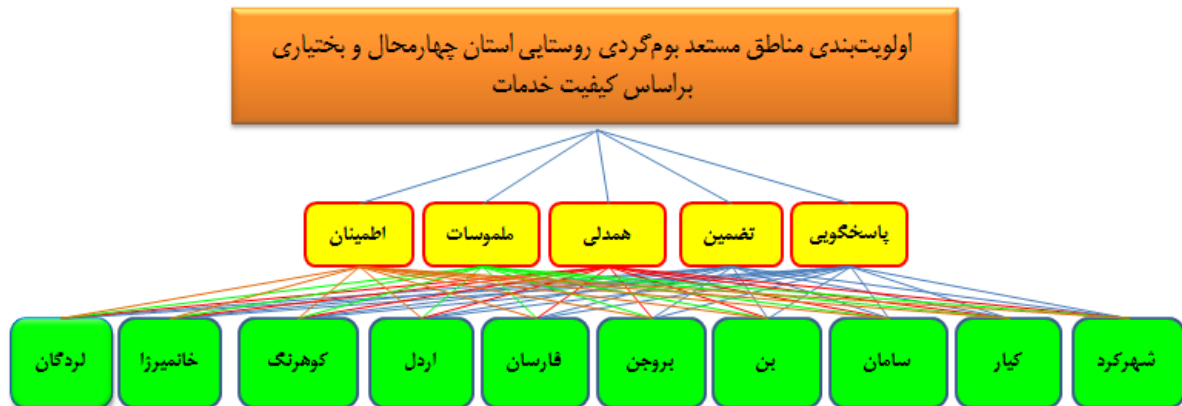 اولویت‌بندی مناطق مستعد بوم‌گردی روستایی استان چهارمحال و بختیاری
براساس کیفیت خدمات
پاسخگویی
تضمین
همدلی
ملموسات
اطمینان
شهرکرد
کیار
سامان
بن
بروجن
فارسان
اردل
کوهرنگ
خانمیرزا
لردگان